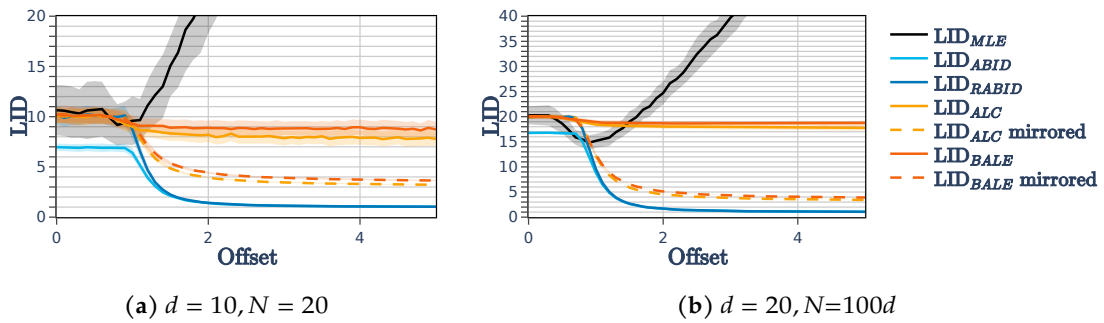 20
15
10
5
0
LID
0
2
4
Offset
(a) d = 10, N = 20
40
35
30
25
20
15
10
5
0
LID
0
2
4
Offset
(b) d = 20, N=100d
LID_MLE
LID_ABID
LID_RABID
LID_ALC
LID_ALC mirrored
LID_BALE
LID_BALE mirrored